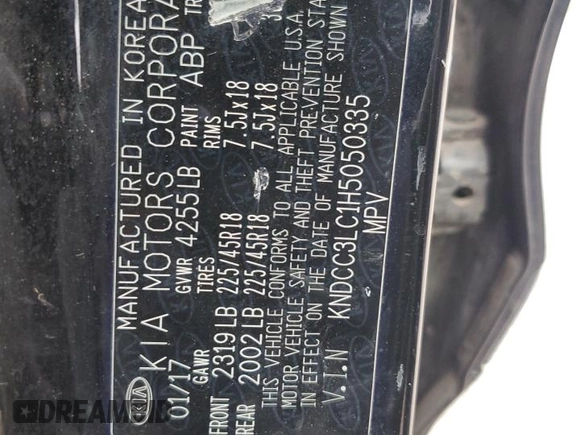 MANUFACTURED IN KOREA
KIA MOTORS CORPORA
01/17 GVWR 4255LB PAINT ABP TR
GAWR TIRES RIMS
FRONT 2319LB 225/45R18 7.5Jx18
REAR 2002LB 225/45R18 7.5Jx18
THIS VEHICLE CONFORMS TO ALL APPLICABLE U.S.A.
MOTOR VEHICLE SAFETY AND THEFT PREVENTION STA
IN EFFECT ON THE DATE OF MANUFACTURE SHOWN
V.I.N KNDCC3LC1H5050335
MPV
DREAMBID